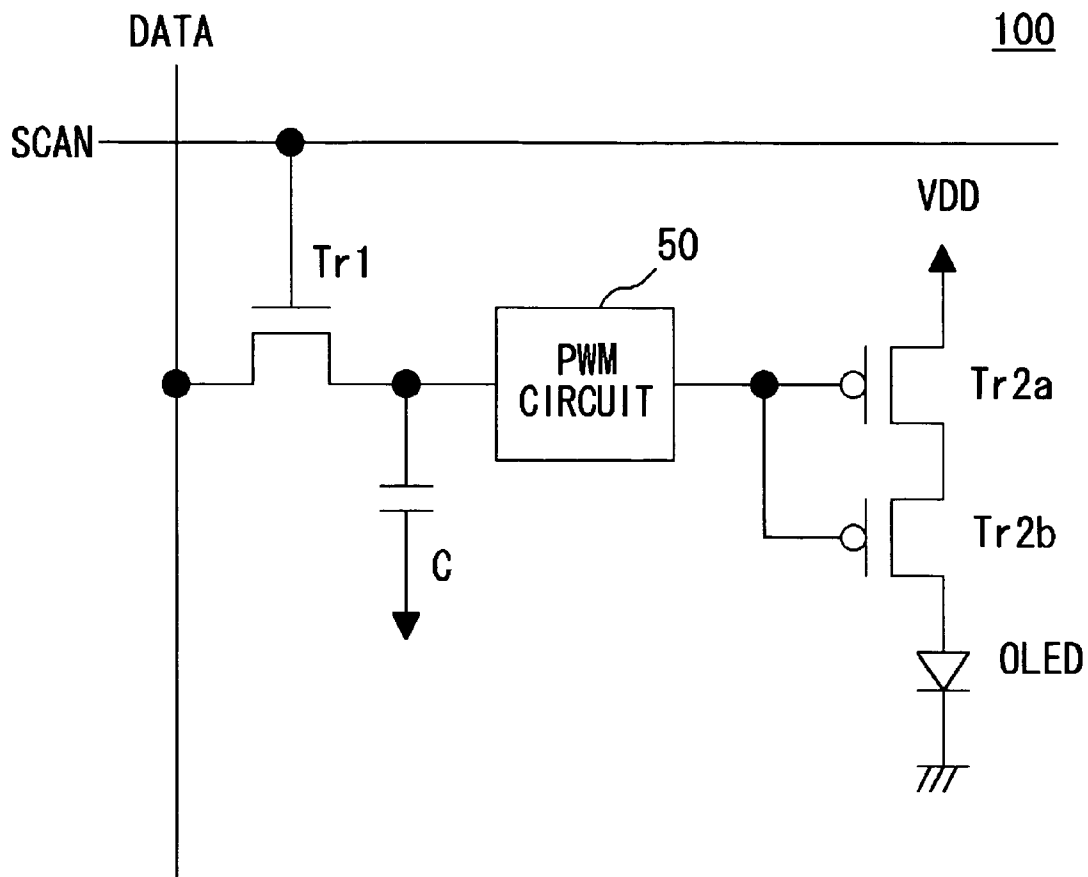 DATA
100
SCAN
VDD
Tr1
50
PWM
CIRCUIT
Tr2a
Tr2b
C
OLED